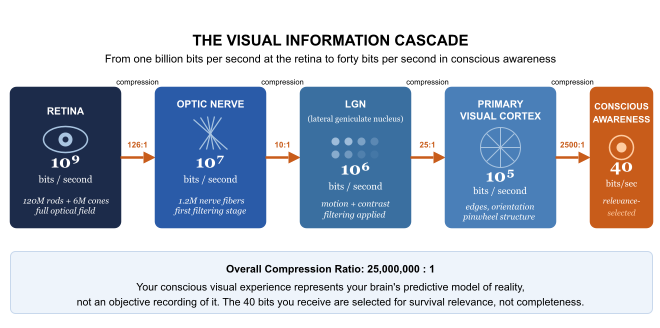 THE VISUAL INFORMATION CASCADE
From one billion bits per second at the retina to forty bits per second in conscious awareness
compression
compression
compression
compression
RETINA
10⁹
bits / second
120M rods + 6M cones
full optical field
126:1
OPTIC NERVE
10⁷
bits / second
1.2M nerve fibers
first filtering stage
10:1
LGN
(lateral geniculate nucleus)
10⁶
bits / second
motion + contrast
filtering applied
25:1
PRIMARY
VISUAL CORTEX
10⁵
bits / second
edges, orientation
pinwheel structure
2500:1
CONSCIOUS
AWARENESS
40
bits/sec
relevance-
selected
Overall Compression Ratio: 25,000,000 : 1
Your conscious visual experience represents your brain's predictive model of reality,
not an objective recording of it. The 40 bits you receive are selected for survival relevance, not completeness.